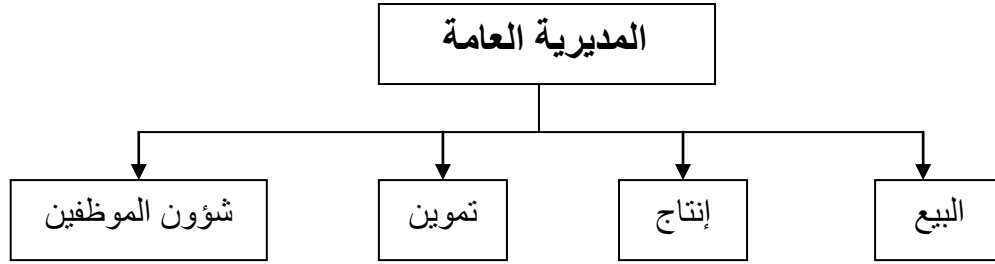 المديرية العامة
البيع
إنتاج
تموين
شؤون الموظفين